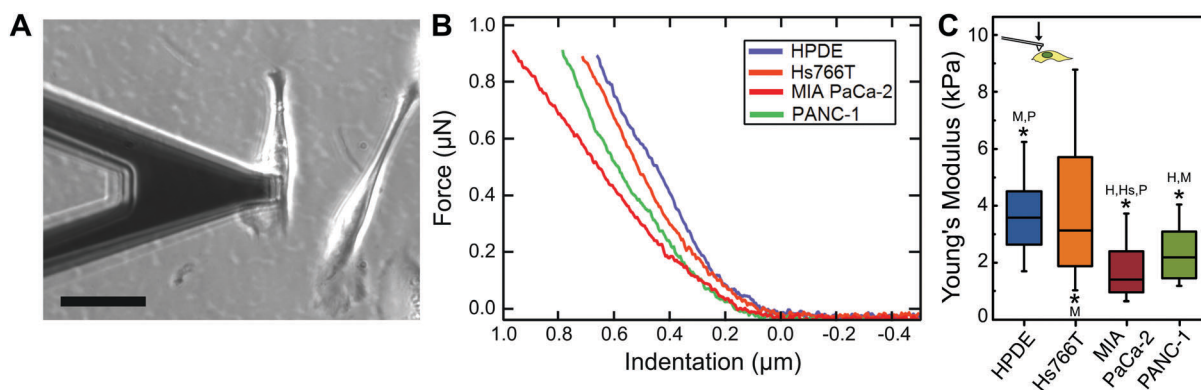 A
B
Force (µN)
1.0
0.8
0.6
0.4
0.2
0.0
HPDE
Hs766T
MIA PaCa-2
PANC-1
1.0 0.8 0.6 0.4 0.2 0.0 -0.2 -0.4
Indentation (µm)
C
Young's Modulus (kPa)
10
8
6
4
2
0
M,P
*
*
M
H,Hs,P
*
H,M
*
HPDE
Hs766T
MIA
PaCa-2
PANC-1